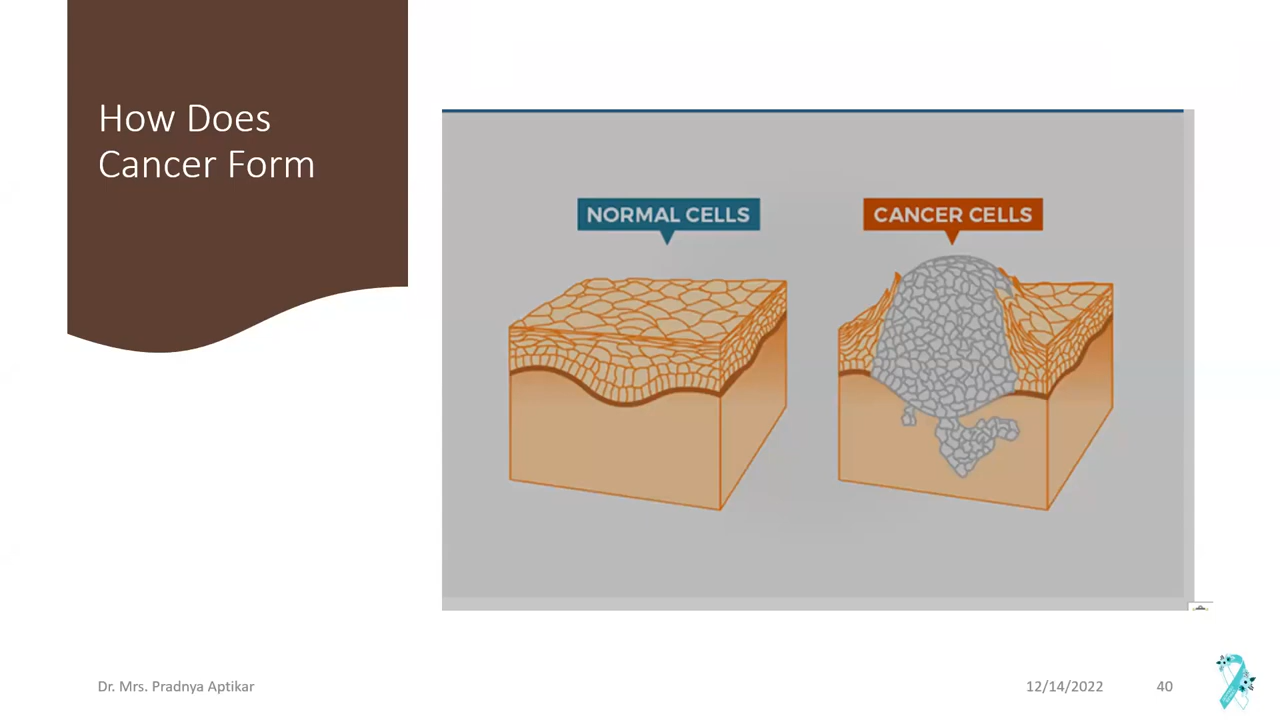 How Does
Cancer Form
NORMAL CELLS
CANCER CELLS
Dr. Mrs. Pradnya Aptikar
12/14/2022
40